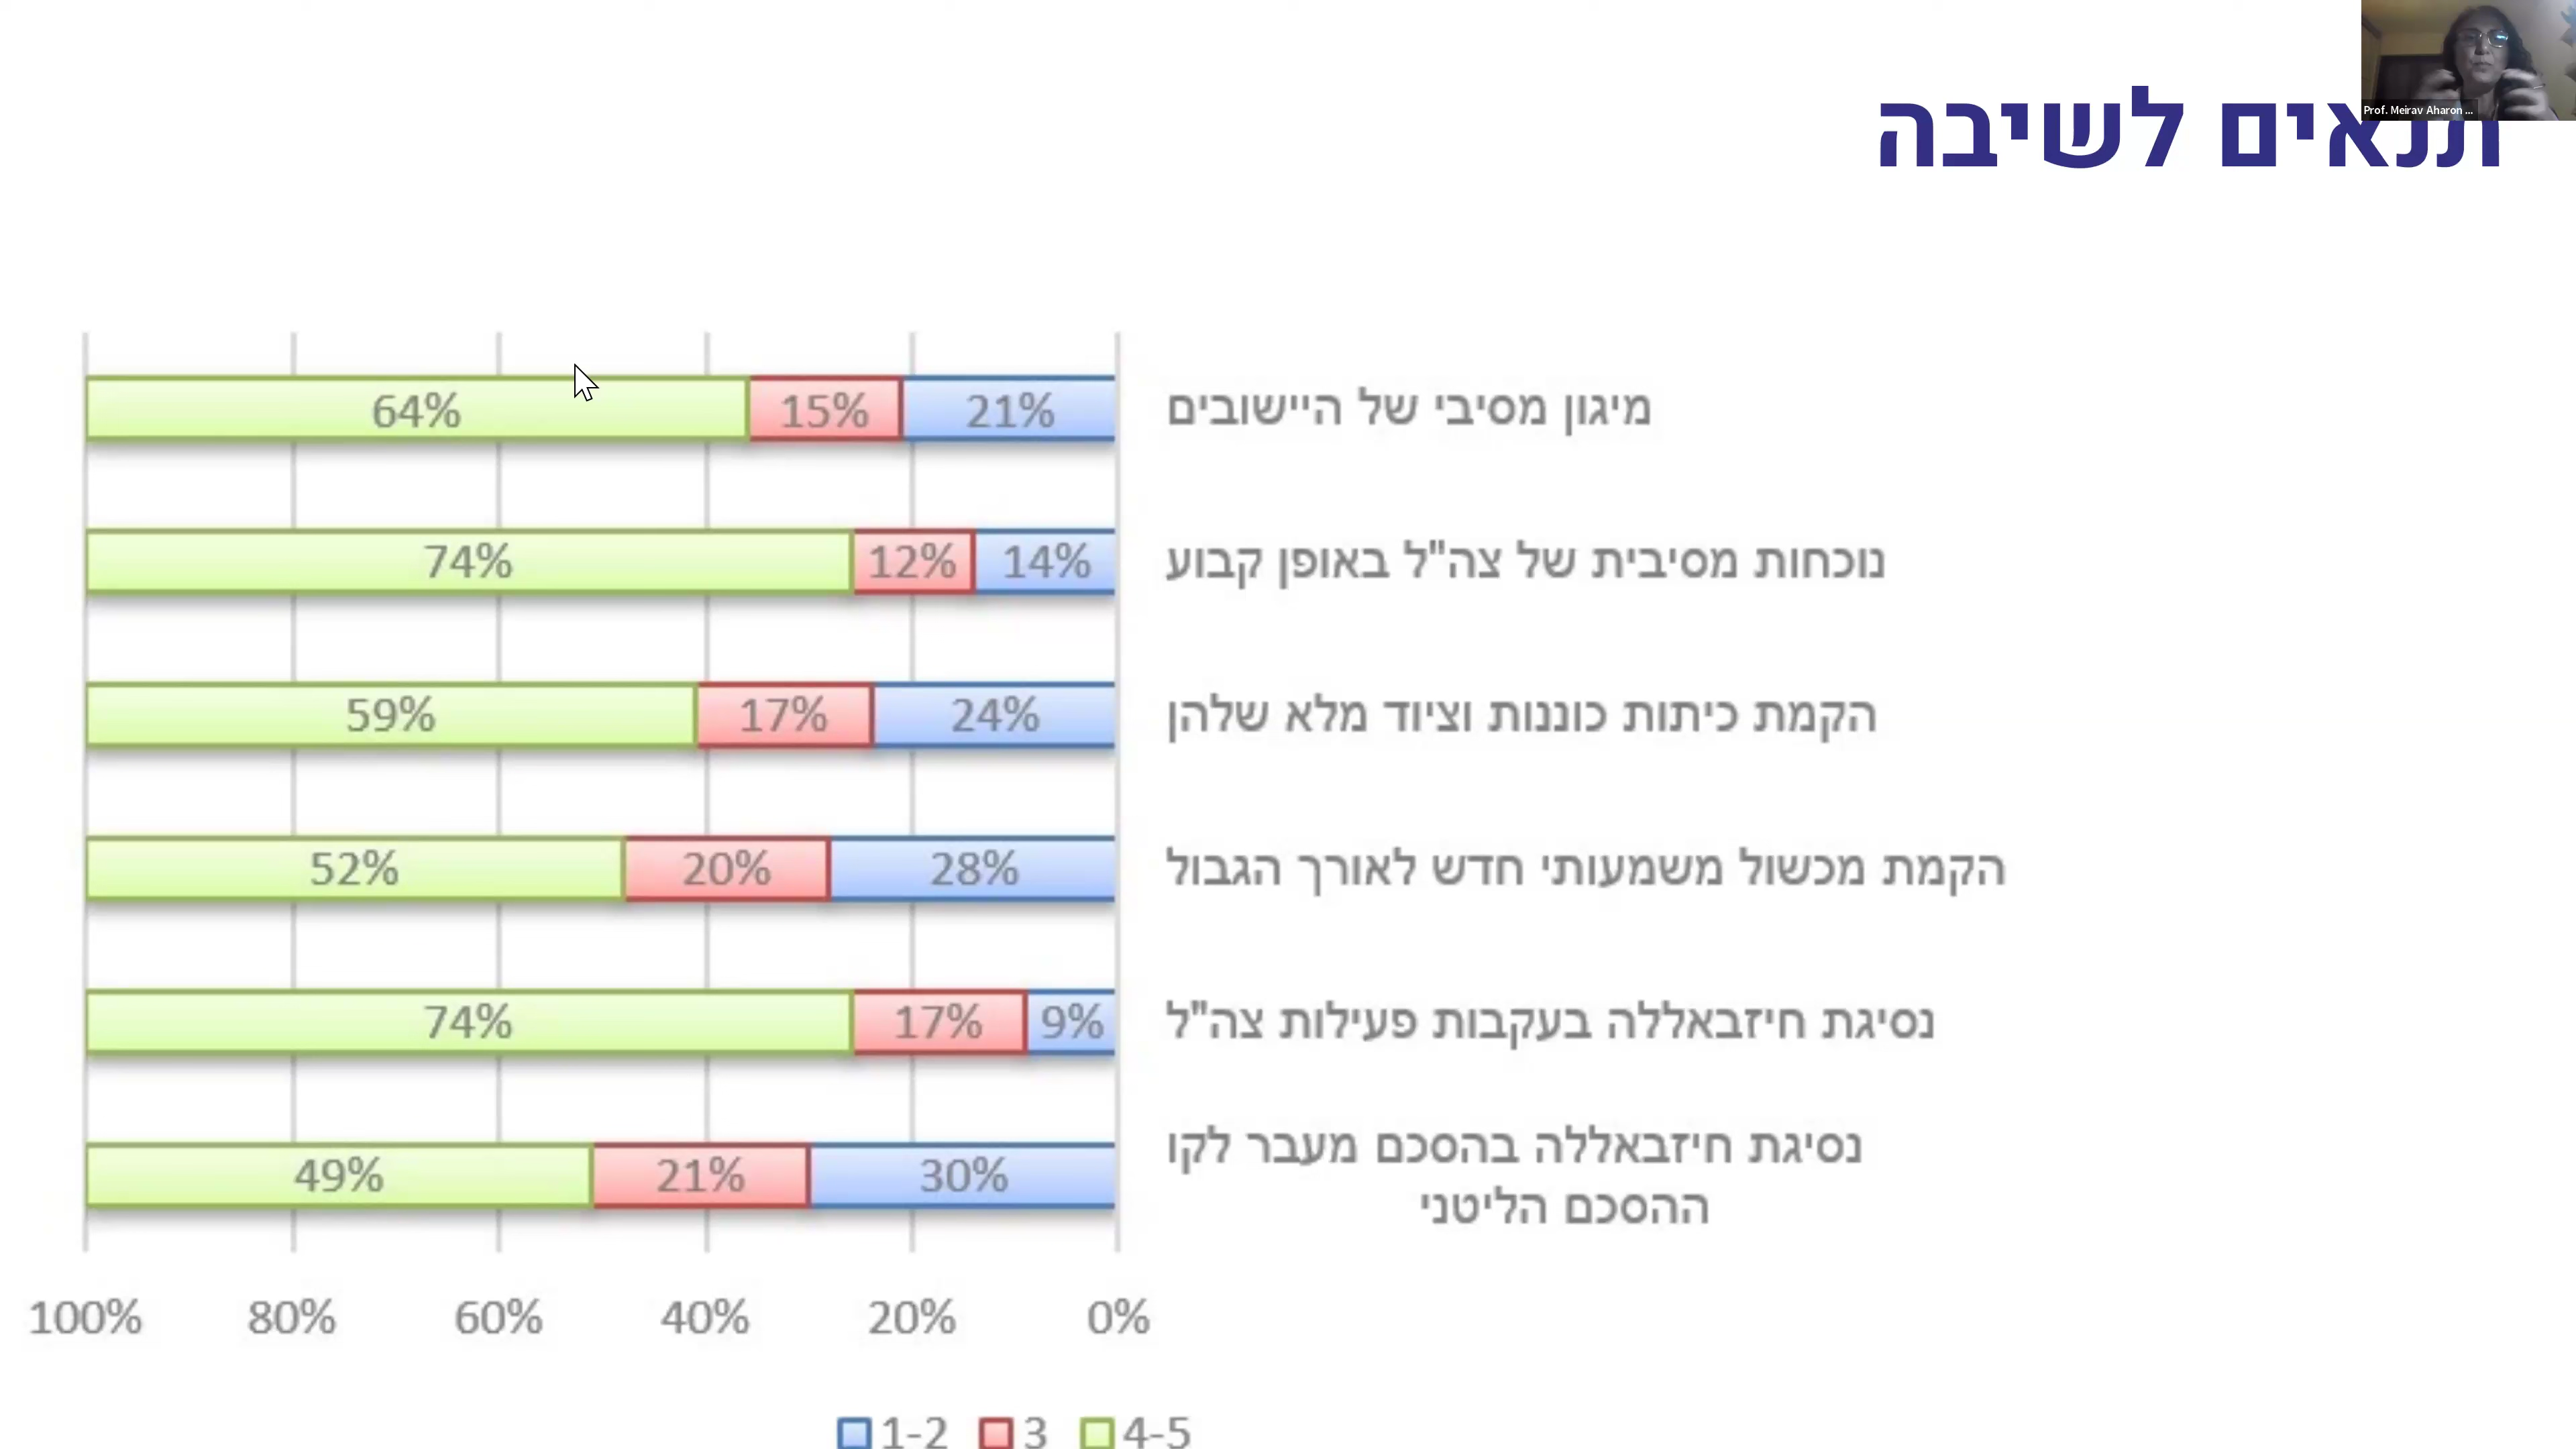 Prof. Meirav Aharon ...
תנאים לשיבה
מיגון מסיבי של היישובים
21% 15% 64%
נוכחות מסיבית של צה"ל באופן קבוע
14% 12% 74%
הקמת כיתות כוננות וציוד מלא שלהן
24% 17% 59%
הקמת מכשול משמעותי חדש לאורך הגבול
28% 20% 52%
נסיגת חיזבאללה בעקבות פעילות צה"ל
9% 17% 74%
נסיגת חיזבאללה בהסכם מעבר לקו
ההסכם הליטני
30% 21% 49%
100% 80% 60% 40% 20% 0%
1-2 3 4-5